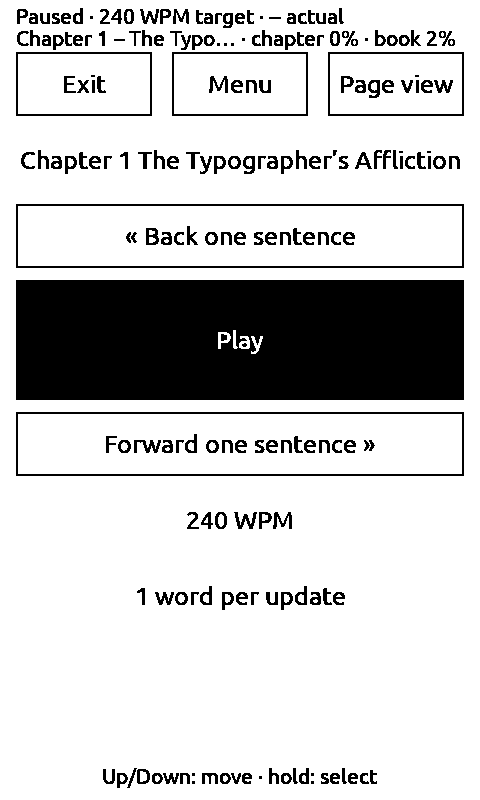 Paused · 240 WPM target · – actual
Chapter 1 – The Typo… · chapter 0% · book 2%
Exit
Menu
Page view
Chapter 1 The Typographer’s Affliction
« Back one sentence
Play
Forward one sentence »
240 WPM
1 word per update
Up/Down: move · hold: select